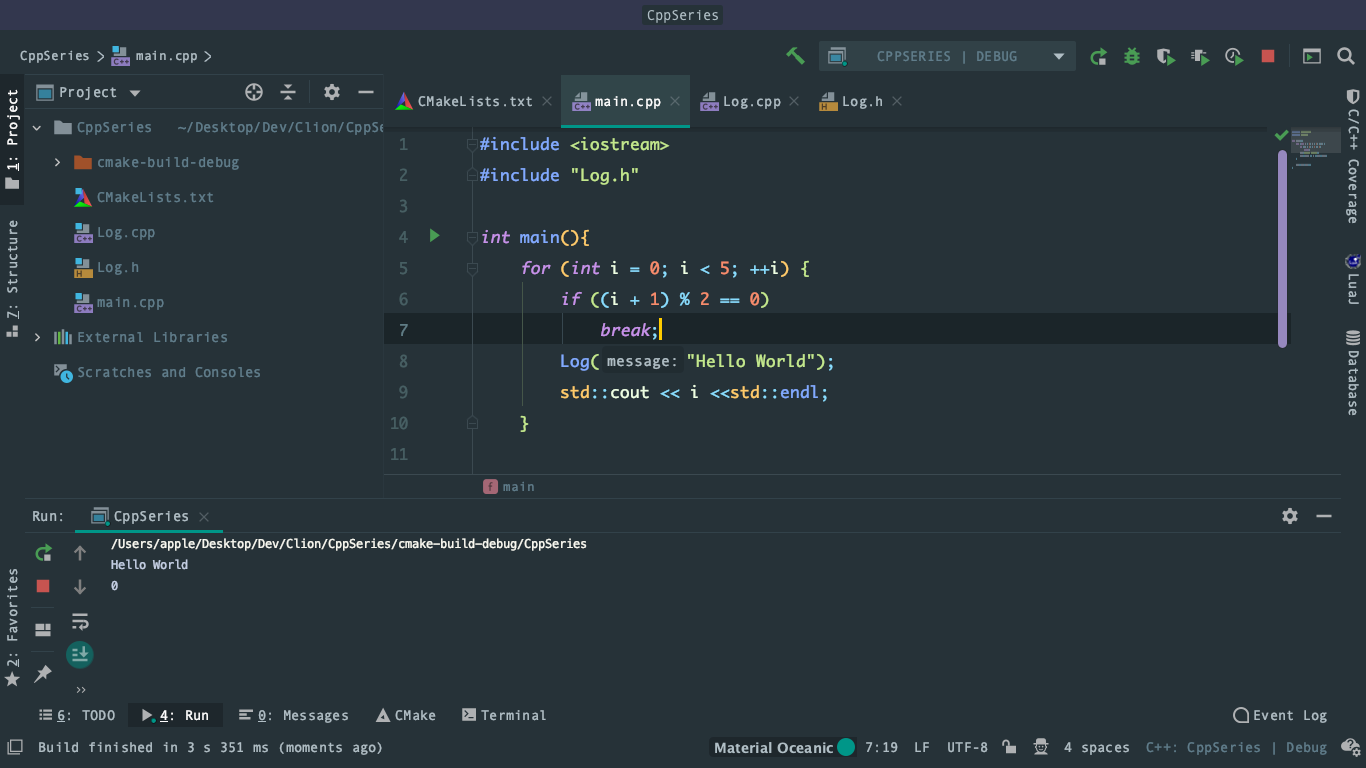 CppSeries
CppSeries > main.cpp >
CPPSERIES | DEBUG
Project
CMakeLists.txt
main.cpp
Log.cpp
Log.h
1: Project
Z: Structure
2: Favorites
CppSeries ~/Desktop/Dev/Clion/CppSe
cmake-build-debug
CMakeLists.txt
Log.cpp
Log.h
main.cpp
External Libraries
Scratches and Consoles
1 #include <iostream>
2 #include "Log.h"
3
4 int main(){
5 for (int i = 0; i < 5; ++i) {
6 if ((i + 1) % 2 == 0)
7 break;
8 Log( message: "Hello World");
9 std::cout << i <<std::endl;
10 }
11
main
C/C++ Coverage
LuaJ
Database
Run: CppSeries
/Users/apple/Desktop/Dev/Clion/CppSeries/cmake-build-debug/CppSeries
Hello World
0
6: TODO 4: Run 0: Messages CMake Terminal Event Log
Build finished in 3 s 351 ms (moments ago) Material Oceanic 7:19 LF UTF-8 4 spaces C++: CppSeries | Debug